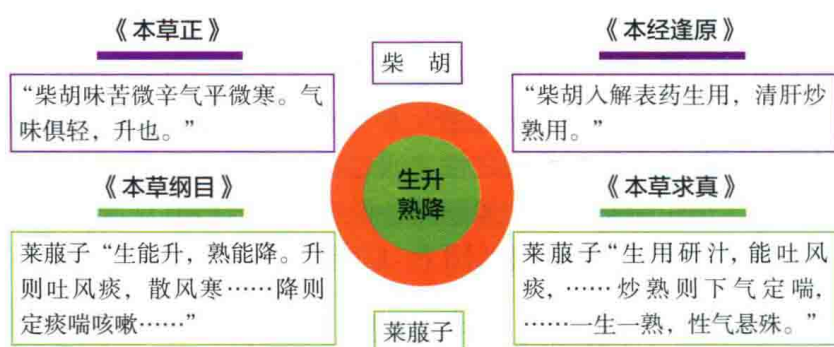 《本草正》
“柴胡味苦微辛气平微寒。气
味俱轻，升也。”
柴 胡
《本经逢原》
“柴胡入解表药生用，清肝炒
熟用。”
生升
熟降
《本草纲目》
莱菔子“生能升，熟能降。升
则吐风痰，散风寒……降则
定痰喘咳嗽……”
《本草求真》
莱菔子“生用研汁，能吐风
痰，……炒熟则下气定喘，
……一生一熟，性气悬殊。”
莱菔子